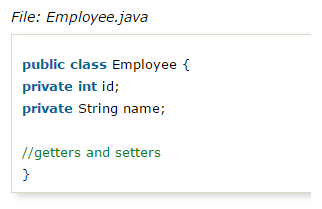 File: Employee.java
public class Employee {
private int id;
private String name;
//getters and setters
}